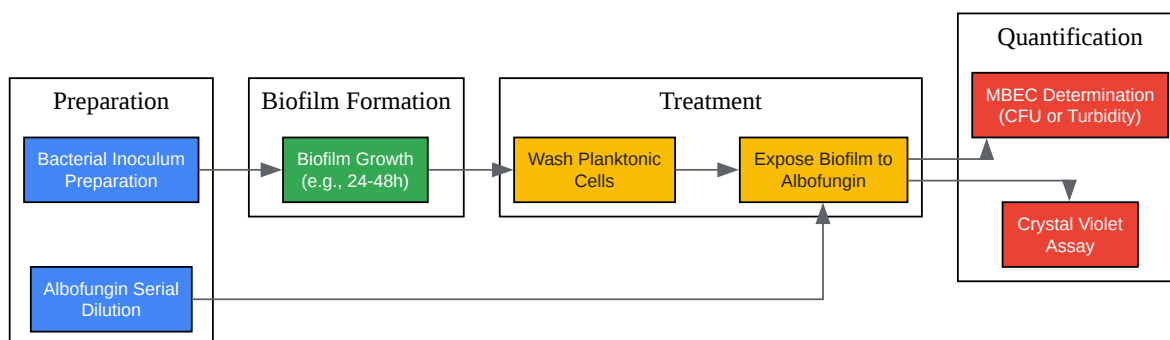 Preparation
Bacterial Inoculum
Preparation
Albofungin Serial
Dilution
Biofilm Formation
Biofilm Growth
(e.g., 24-48h)
Treatment
Wash Planktonic
Cells
Expose Biofilm to
Albofungin
Quantification
MBEC Determination
(CFU or Turbidity)
Crystal Violet
Assay